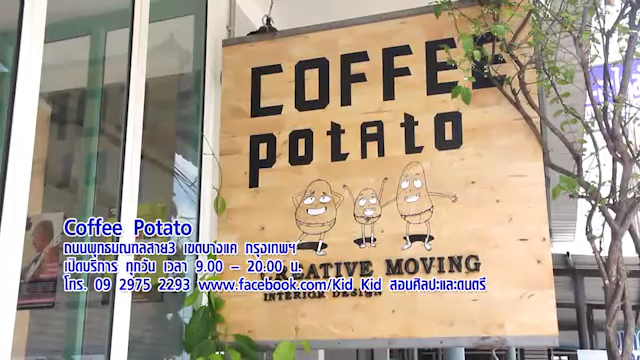 COFFEE
Potato
CREATIVE MOVING
INTERIOR DESIGN
Coffee Potato
ถนนพุทธมณฑลสาย3 เขตบางแค กรุงเทพฯ
เปิดบริการ ทุกวัน เวลา 9.00 – 20.00 น.
โทร. 09 2975 2293 www.facebook.com/Kid Kid สอนศิลปะและดนตรี